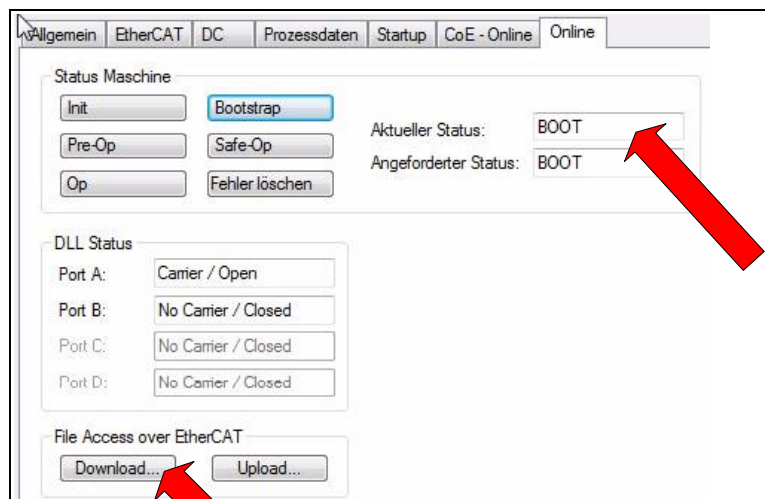 Allgemein EtherCAT DC Prozessdaten Startup CoE - Online Online
Status Maschine
Init Bootstrap
Pre-Op Safe-Op
Op Fehler löschen
Aktueller Status: BOOT
Angeforderter Status: BOOT
DLL Status
Port A: Carrier / Open
Port B: No Carrier / Closed
Port C: No Carrier / Closed
Port D: No Carrier / Closed
File Access over EtherCAT
Download... Upload...